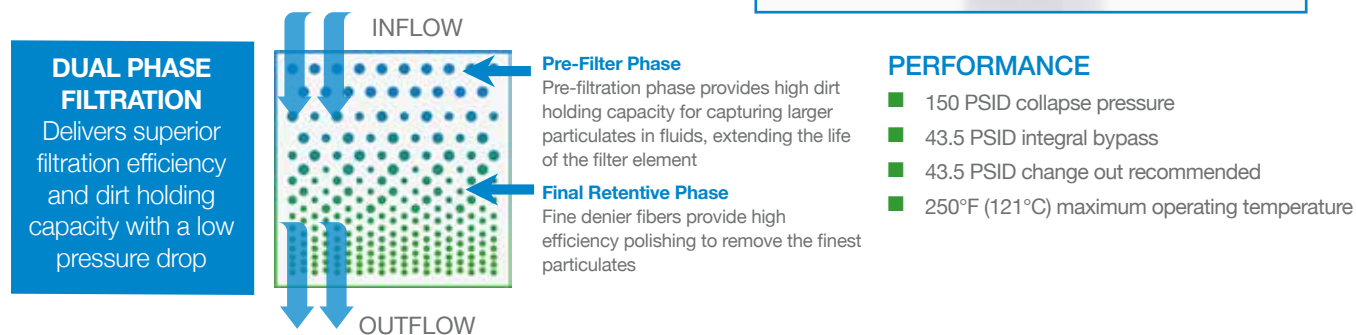 DUAL PHASE
FILTRATION
Delivers superior
filtration efficiency
and dirt holding
capacity with a low
pressure drop
INFLOW
OUTFLOW
Pre-Filter Phase
Pre-filtration phase provides high dirt
holding capacity for capturing larger
particulates in fluids, extending the life
of the filter element
Final Retentive Phase
Fine denier fibers provide high
efficiency polishing to remove the finest
particulates
PERFORMANCE
150 PSID collapse pressure
43.5 PSID integral bypass
43.5 PSID change out recommended
250°F (121°C) maximum operating temperature